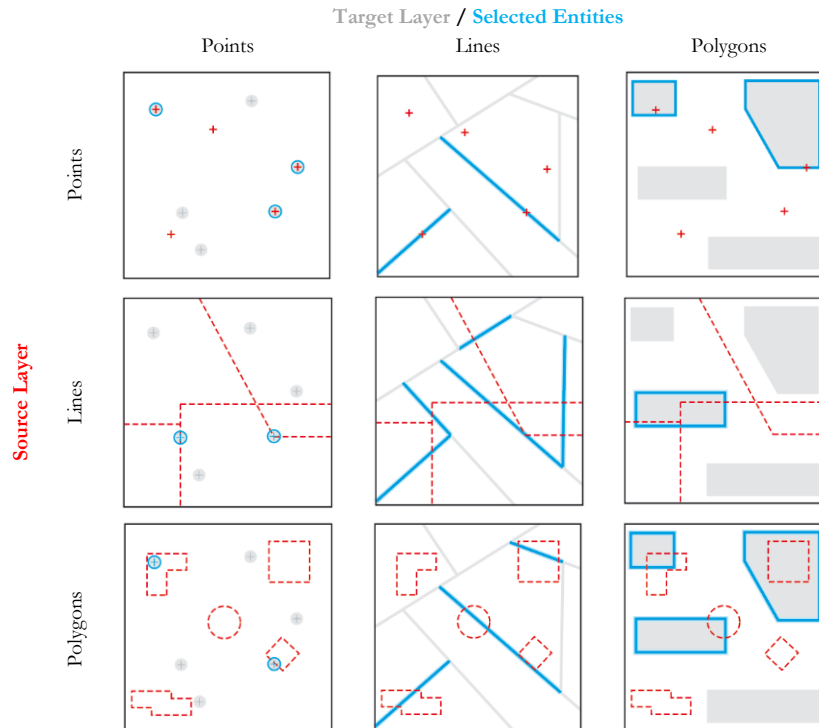 Target Layer / Selected Entities
Points
Lines
Polygons
Source Layer
Points
Lines
Polygons